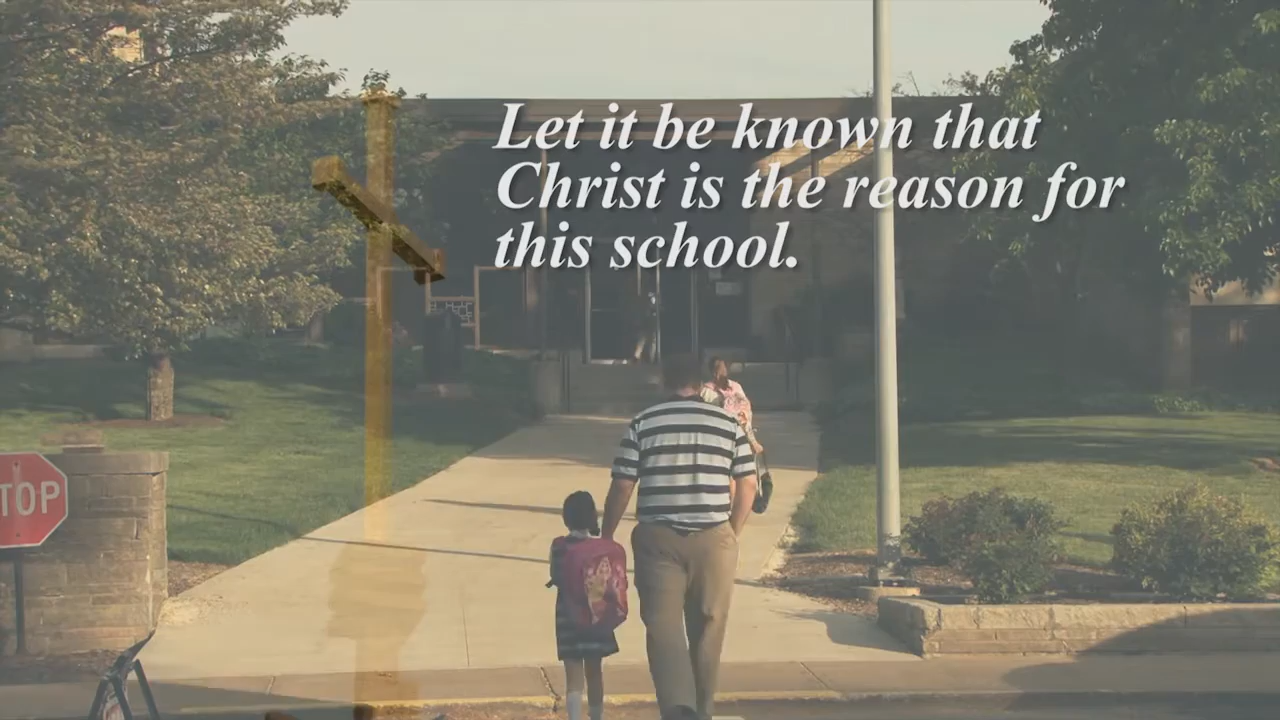 Let it be known that
Christ is the reason for
this school.
TOP